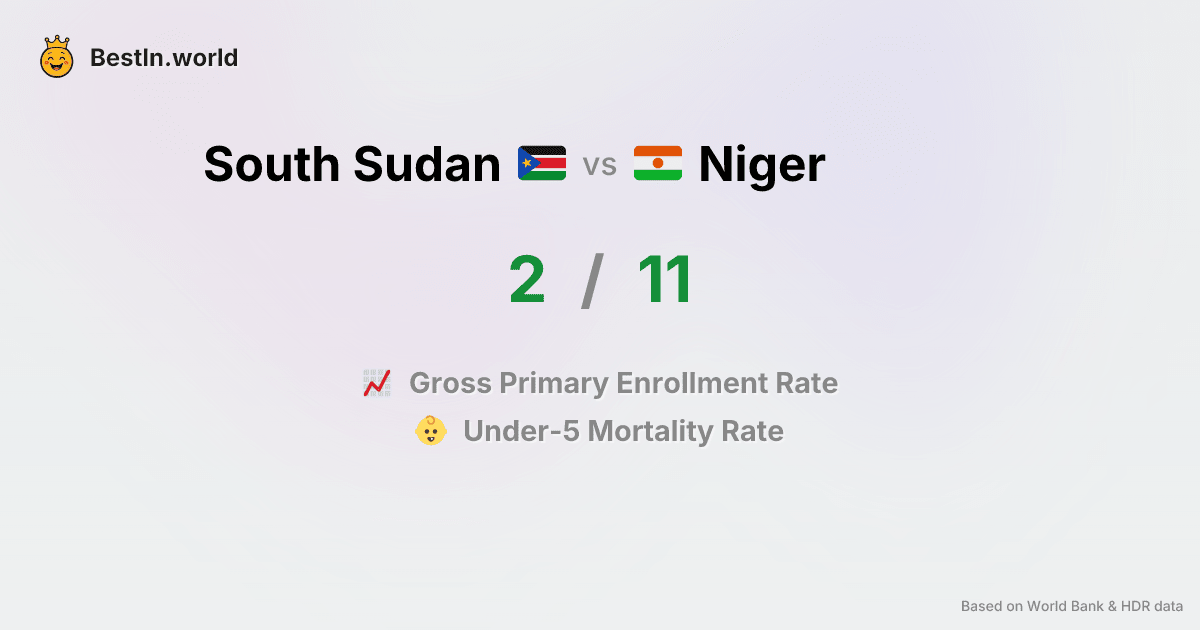 BestIn.world
South Sudan vs Niger
2 / 11
Gross Primary Enrollment Rate
Under-5 Mortality Rate
Based on World Bank & HDR data